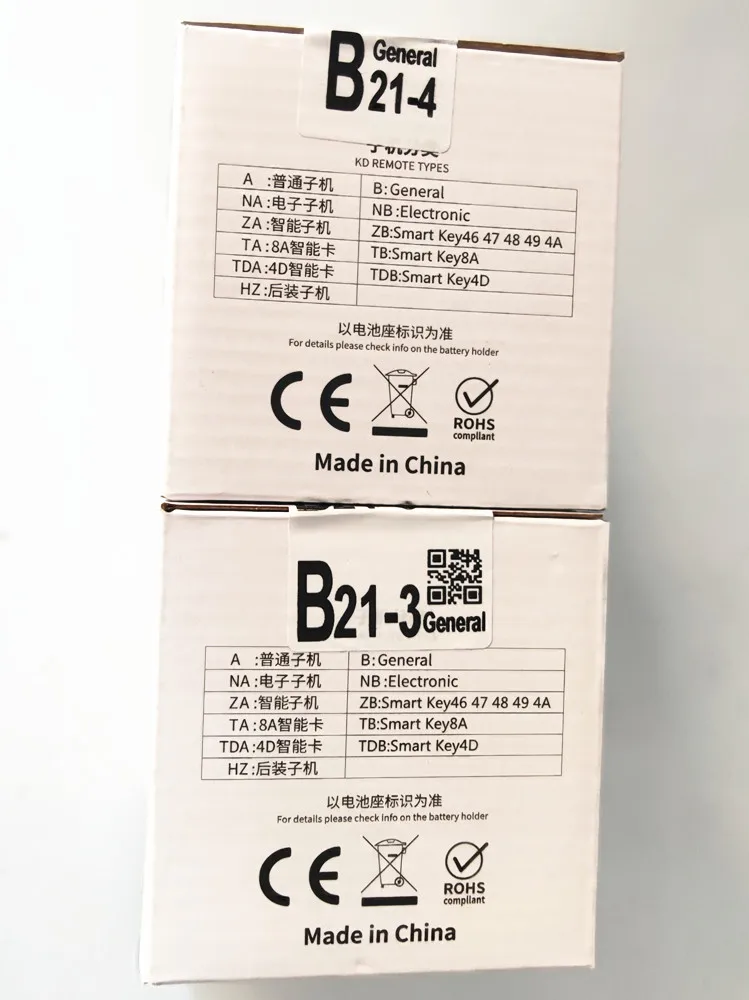 B General
21-4
KD REMOTE TYPES
A :普通子机 B:General
NA:电子子机 NB:Electronic
ZA:智能子机 ZB:Smart Key46 47 48 49 4A
TA:8A智能卡 TB:Smart Key8A
TDA:4D智能卡 TDB:Smart Key4D
HZ:后装子机
以电池座标识为准
For details please check info on the battery holder
CE
ROHS
compliant
Made in China
B21-3 General
A :普通子机 B:General
NA:电子子机 NB:Electronic
ZA:智能子机 ZB:Smart Key46 47 48 49 4A
TA:8A智能卡 TB:Smart Key8A
TDA:4D智能卡 TDB:Smart Key4D
HZ:后装子机
以电池座标识为准
For details please check info on the battery holder
CE
ROHS
compliant
Made in China